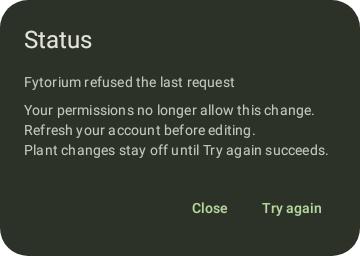 Status
Fytorium refused the last request
Your permissions no longer allow this change.
Refresh your account before editing.
Plant changes stay off until Try again succeeds.
Close
Try again